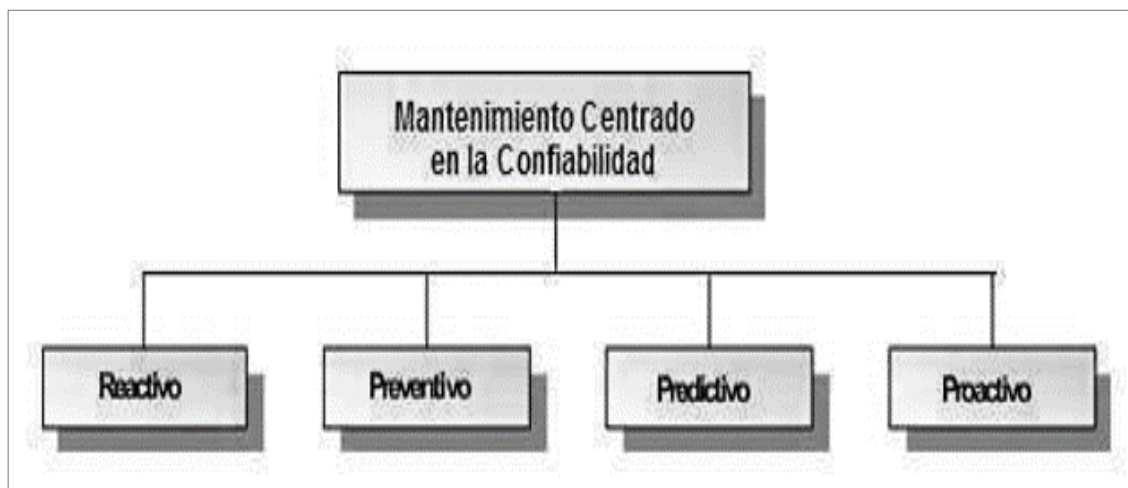 Mantenimiento Centrado
en la Confiabilidad
Reactivo
Preventivo
Predictivo
Proactivo